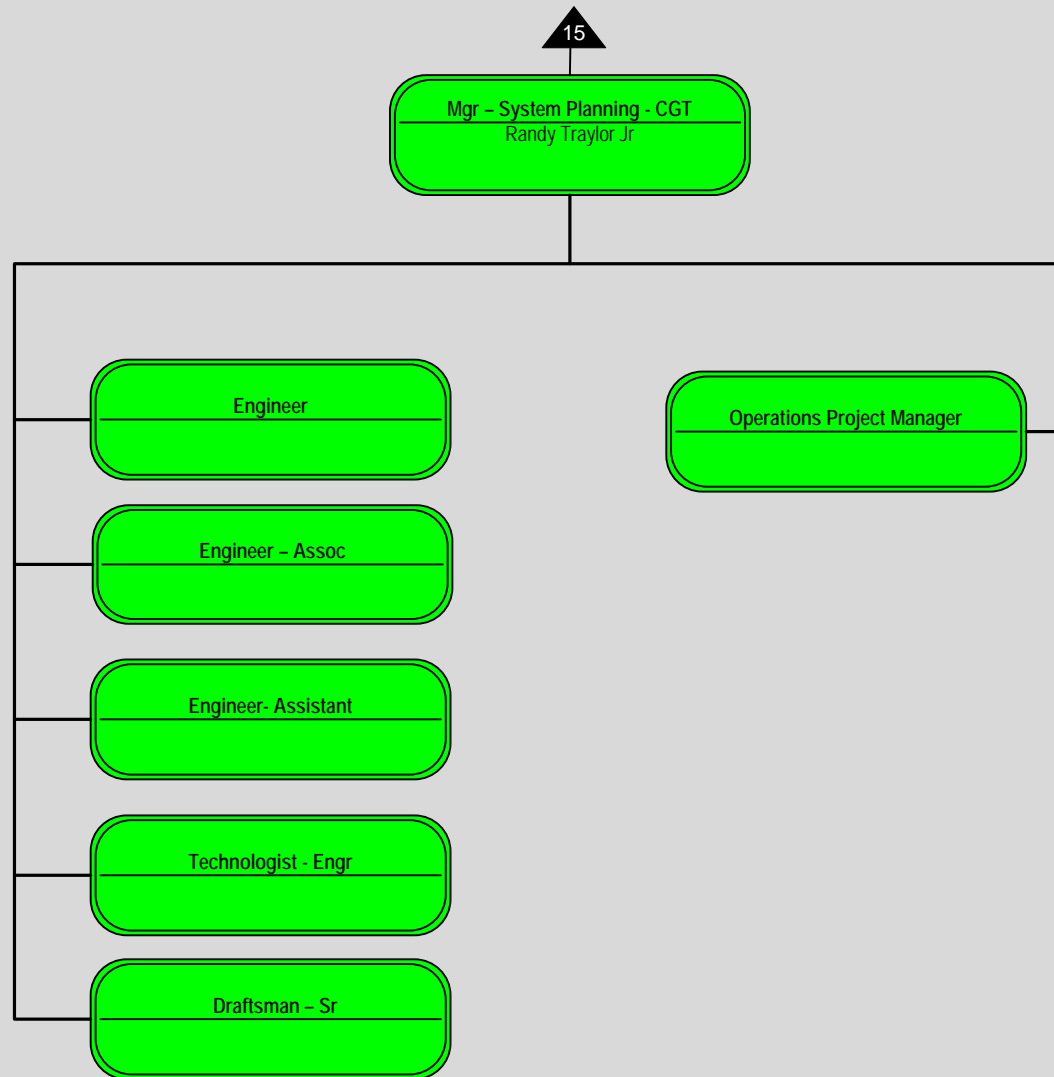 15
Mgr – System Planning - CGT
Randy Traylor Jr
Engineer
Operations Project Manager
Engineer – Assoc
Engineer- Assistant
Technologist - Engr
Draftsman – Sr